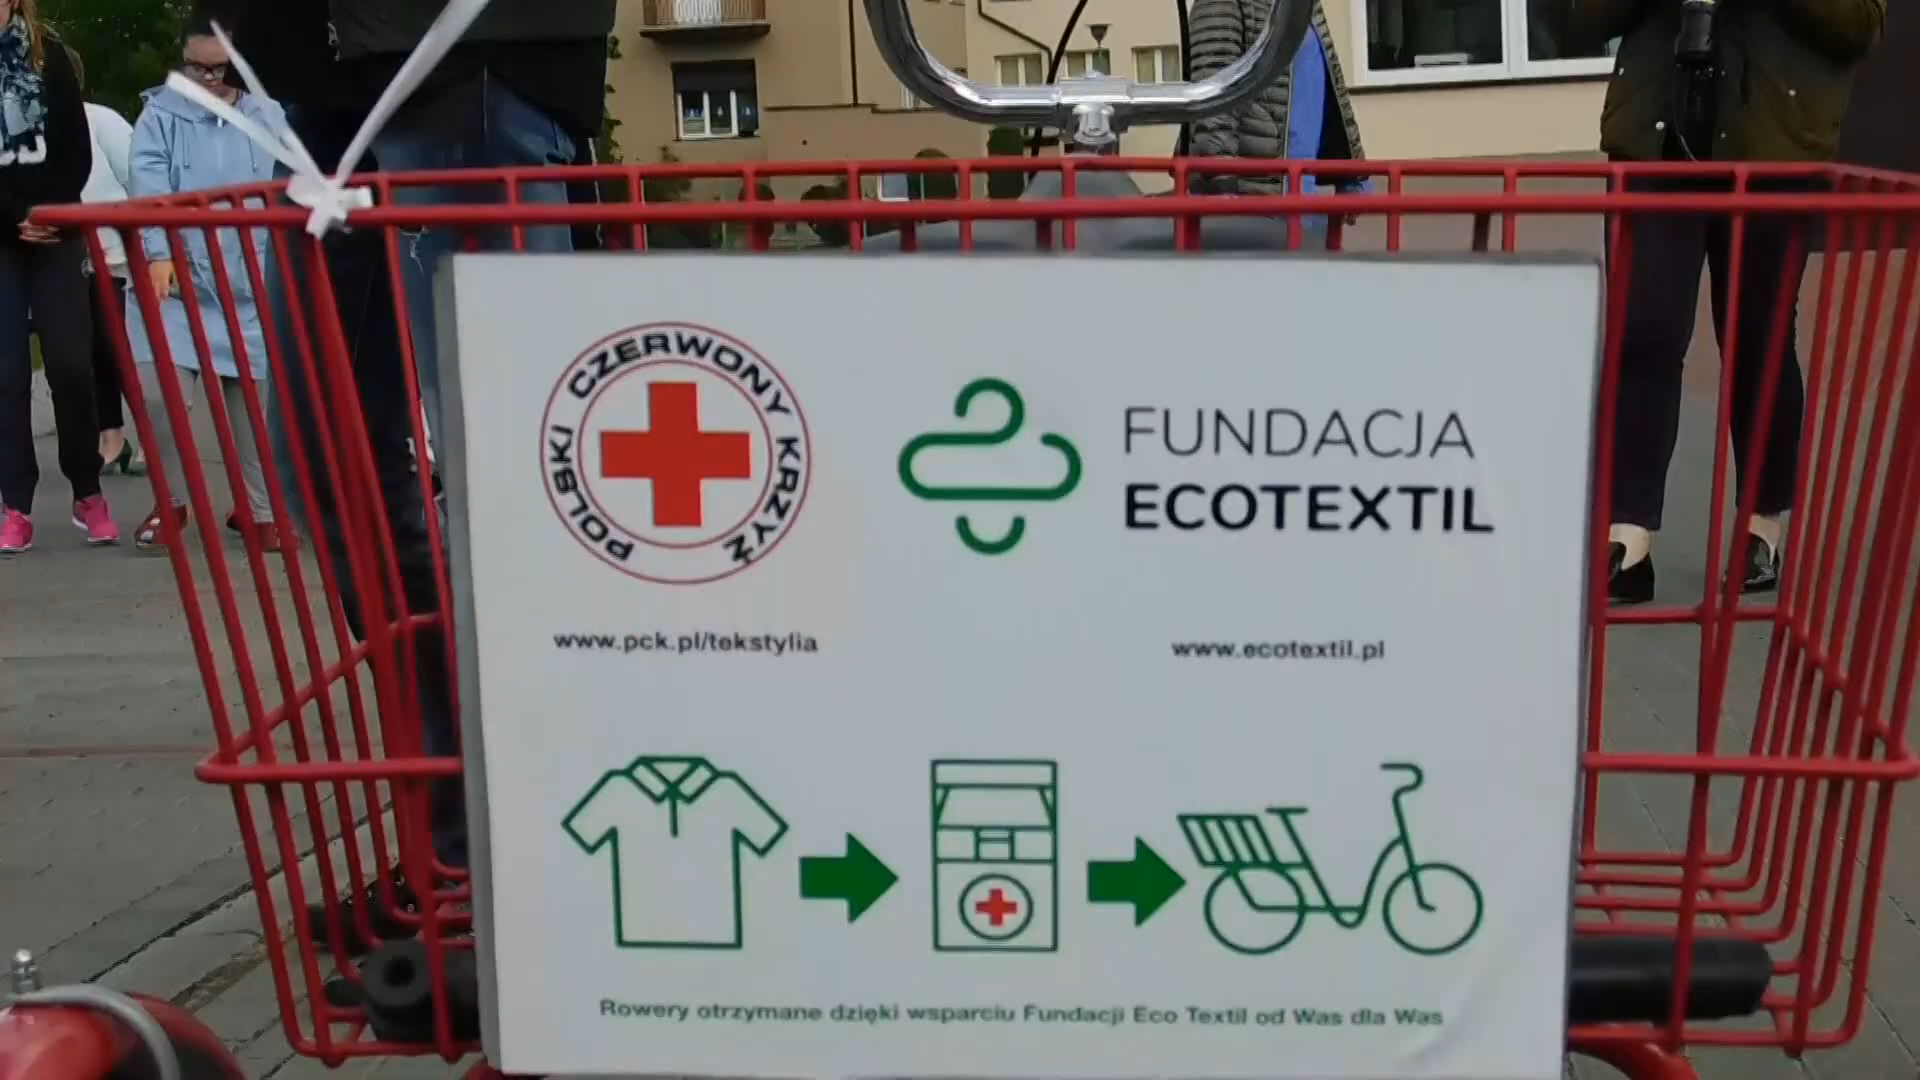 POLSKI CZERWONY KRZYŻ
FUNDACJA
ECOTEXTIL
www.pck.pl/tekstylia
www.ecotextil.pl
Rowery otrzymane dzięki wsparciu Fundacji Eco Textil od Was dla Was